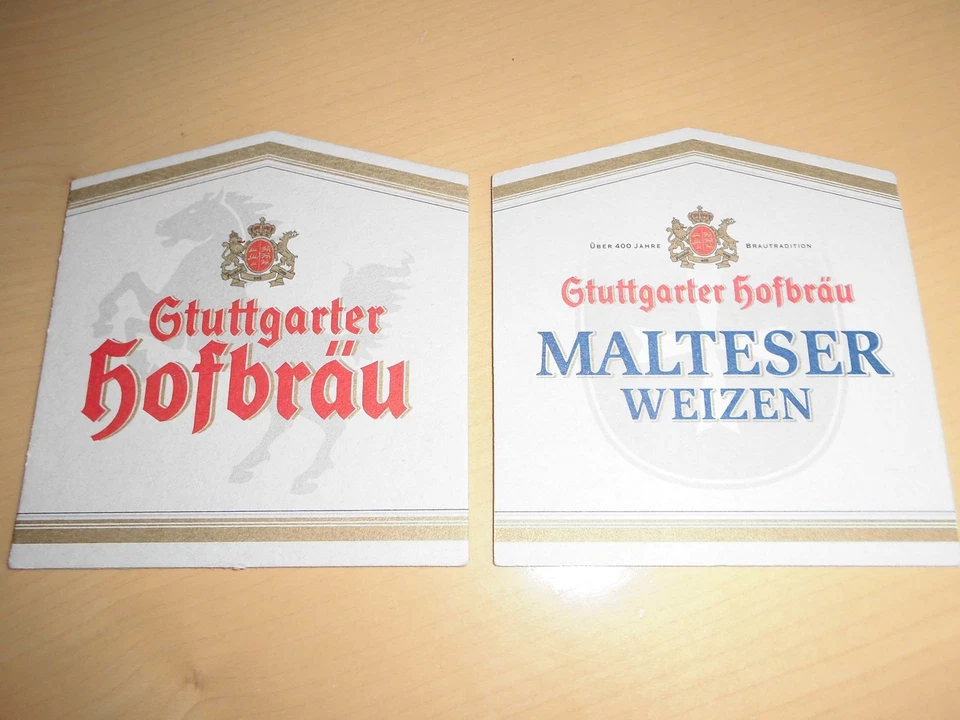 Stuttgarter
Hofbräu
ÜBER 400 JAHRE BRAUTRADITION
Stuttgarter Hofbräu
MALTESER
WEIZEN